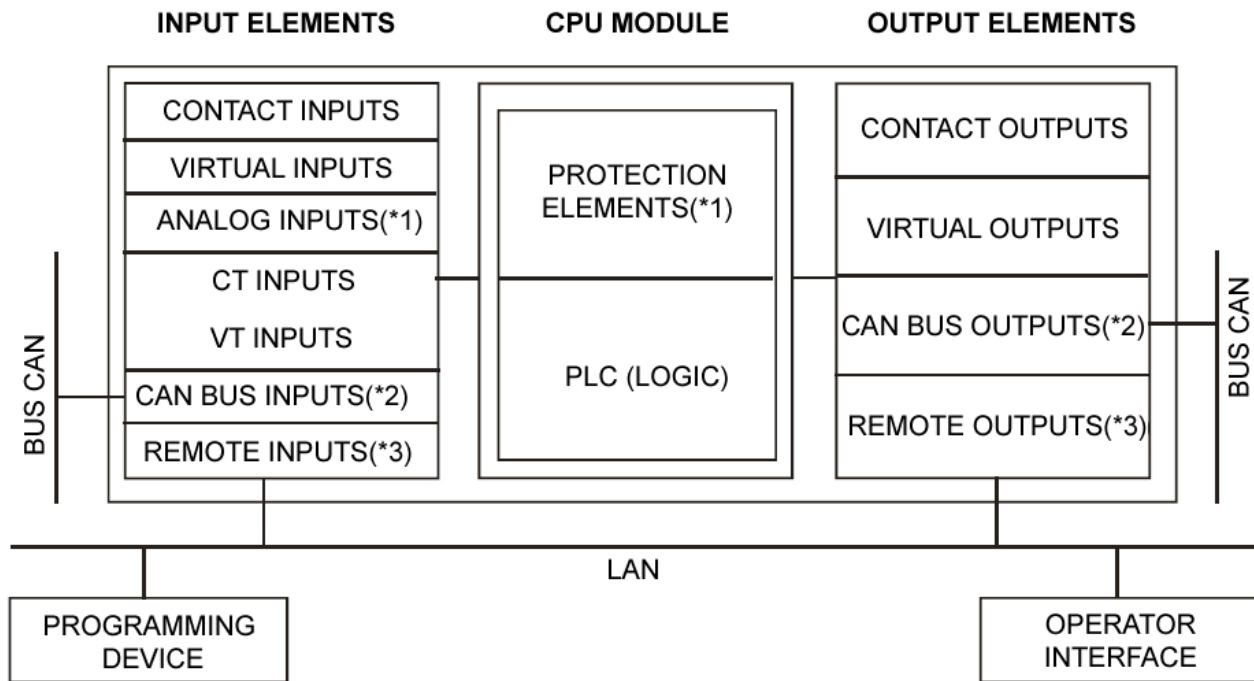 INPUT ELEMENTS
CPU MODULE
OUTPUT ELEMENTS
CONTACT INPUTS
VIRTUAL INPUTS
ANALOG INPUTS(*1)
CT INPUTS
VT INPUTS
CAN BUS INPUTS(*2)
REMOTE INPUTS(*3)
BUS CAN
PROTECTION
ELEMENTS(*1)
PLC (LOGIC)
CONTACT OUTPUTS
VIRTUAL OUTPUTS
CAN BUS OUTPUTS(*2)
REMOTE OUTPUTS(*3)
BUS CAN
LAN
PROGRAMMING
DEVICE
OPERATOR
INTERFACE